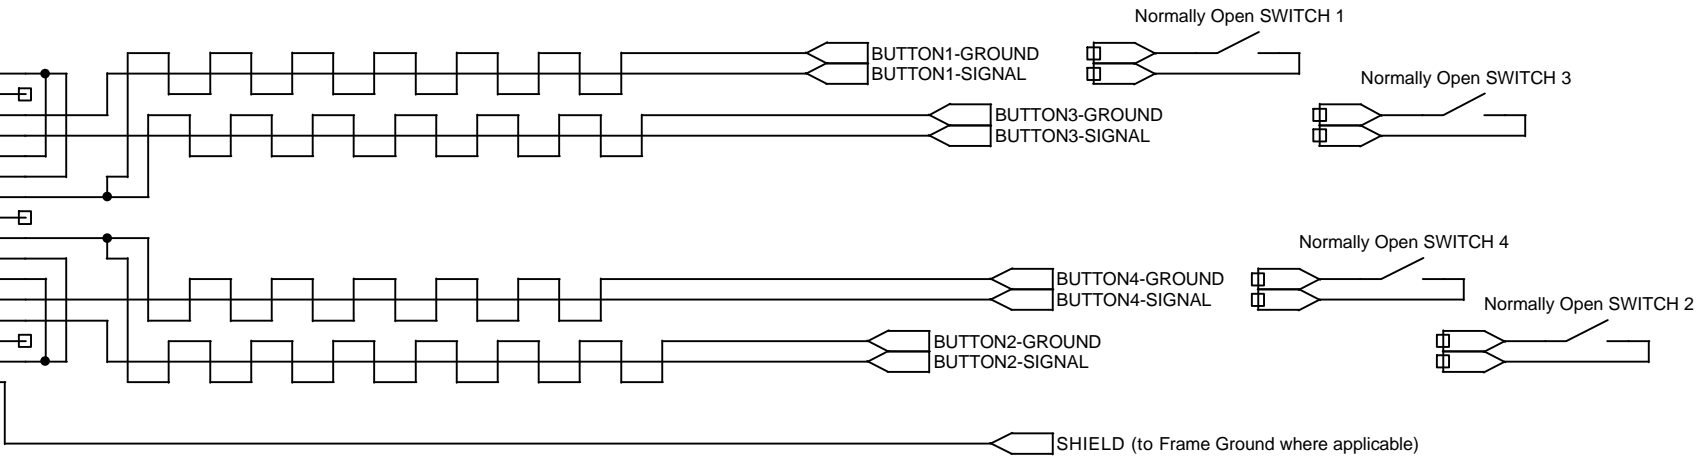 Normally Open SWITCH 1
BUTTON1-GROUND
BUTTON1-SIGNAL
Normally Open SWITCH 3
BUTTON3-GROUND
BUTTON3-SIGNAL
Normally Open SWITCH 4
BUTTON4-GROUND
BUTTON4-SIGNAL
Normally Open SWITCH 2
BUTTON2-GROUND
BUTTON2-SIGNAL
SHIELD (to Frame Ground where applicable)